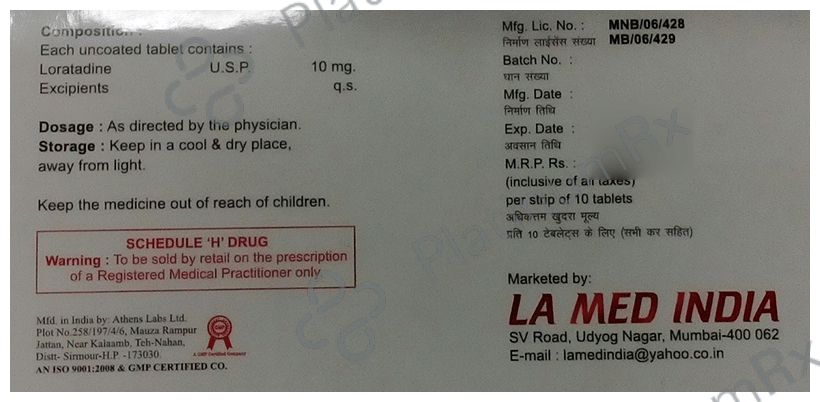 Composition :
Each uncoated tablet contains :
Loratadine U.S.P 10 mg.
Excipients q.s.
Dosage : As directed by the physician.
Storage : Keep in a cool & dry place,
away from light.
Keep the medicine out of reach of children.
SCHEDULE 'H' DRUG
Warning : To be sold by retail on the prescription
of a Registered Medical Practitioner only
Mfd. in India by: Athens Labs Ltd.
Plot No.258/197/4/6, Mauza Rampur
Jattan, Near Kalaamb, Teh-Nahan,
Distt- Sirmour-H.P -173030.
AN ISO 9001:2008 & GMP CERTIFIED CO.
GMP
A GMP Certified Company
Mfg. Lic. No. : MNB/06/428
निर्माण लाईसेंस संख्या MB/06/429
Batch No. :
घान संख्या
Mfg. Date :
निर्माण तिथि
Exp. Date :
अवसान तिथि
M.R.P. Rs. :
(inclusive of all taxes)
per strip of 10 tablets
अधिकत्तम खुदरा मूल्य
प्रति 10 टेबलेट्स के लिए (सभी कर सहित)
Marketed by:
LA MED INDIA
SV Road, Udyog Nagar, Mumbai-400 062
E-mail : lamedindia@yahoo.co.in